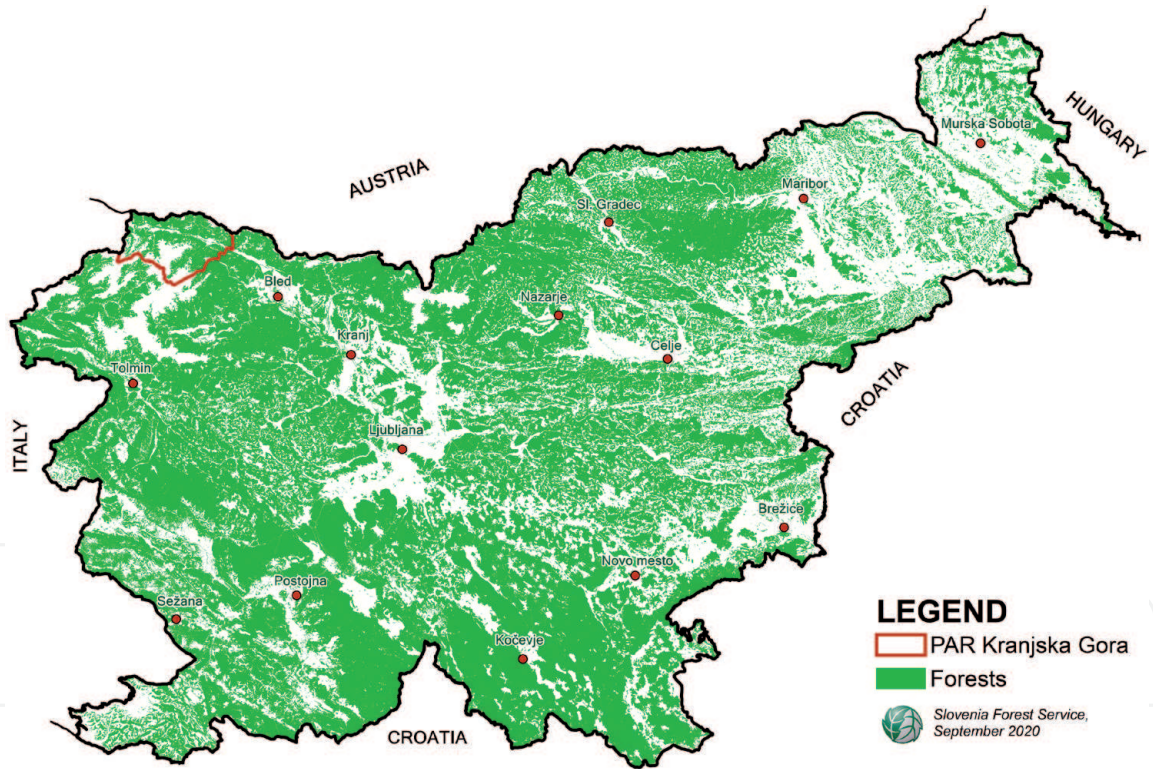 HUNGARY
Murska Sobota
AUSTRIA
Maribor
Sl. Gradec
Bled
Nazarje
Kranj
Celje
Tolmin
CROATIA
ITALY
Ljubljana
Brežice
Novo mesto
Postojna
Sežana
Kočevje
CROATIA
LEGEND
PAR Kranjska Gora
Forests
Slovenia Forest Service,
September 2020